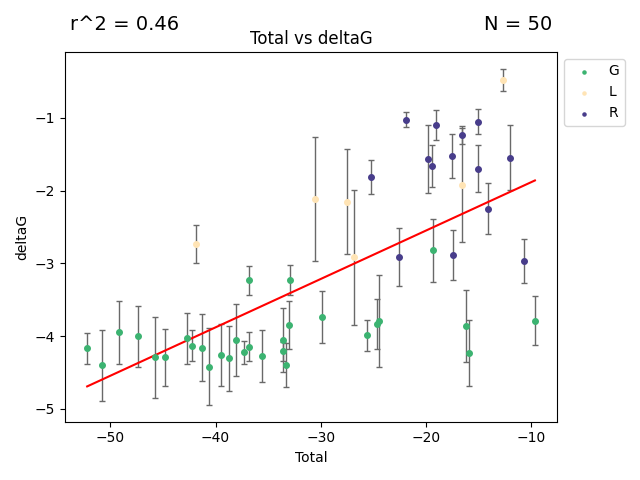 r^2 = 0.46
N = 50
Total vs deltaG
G
L
R
−1
−2
−3
−4
−5
deltaG
−50
−40
−30
−20
−10
Total